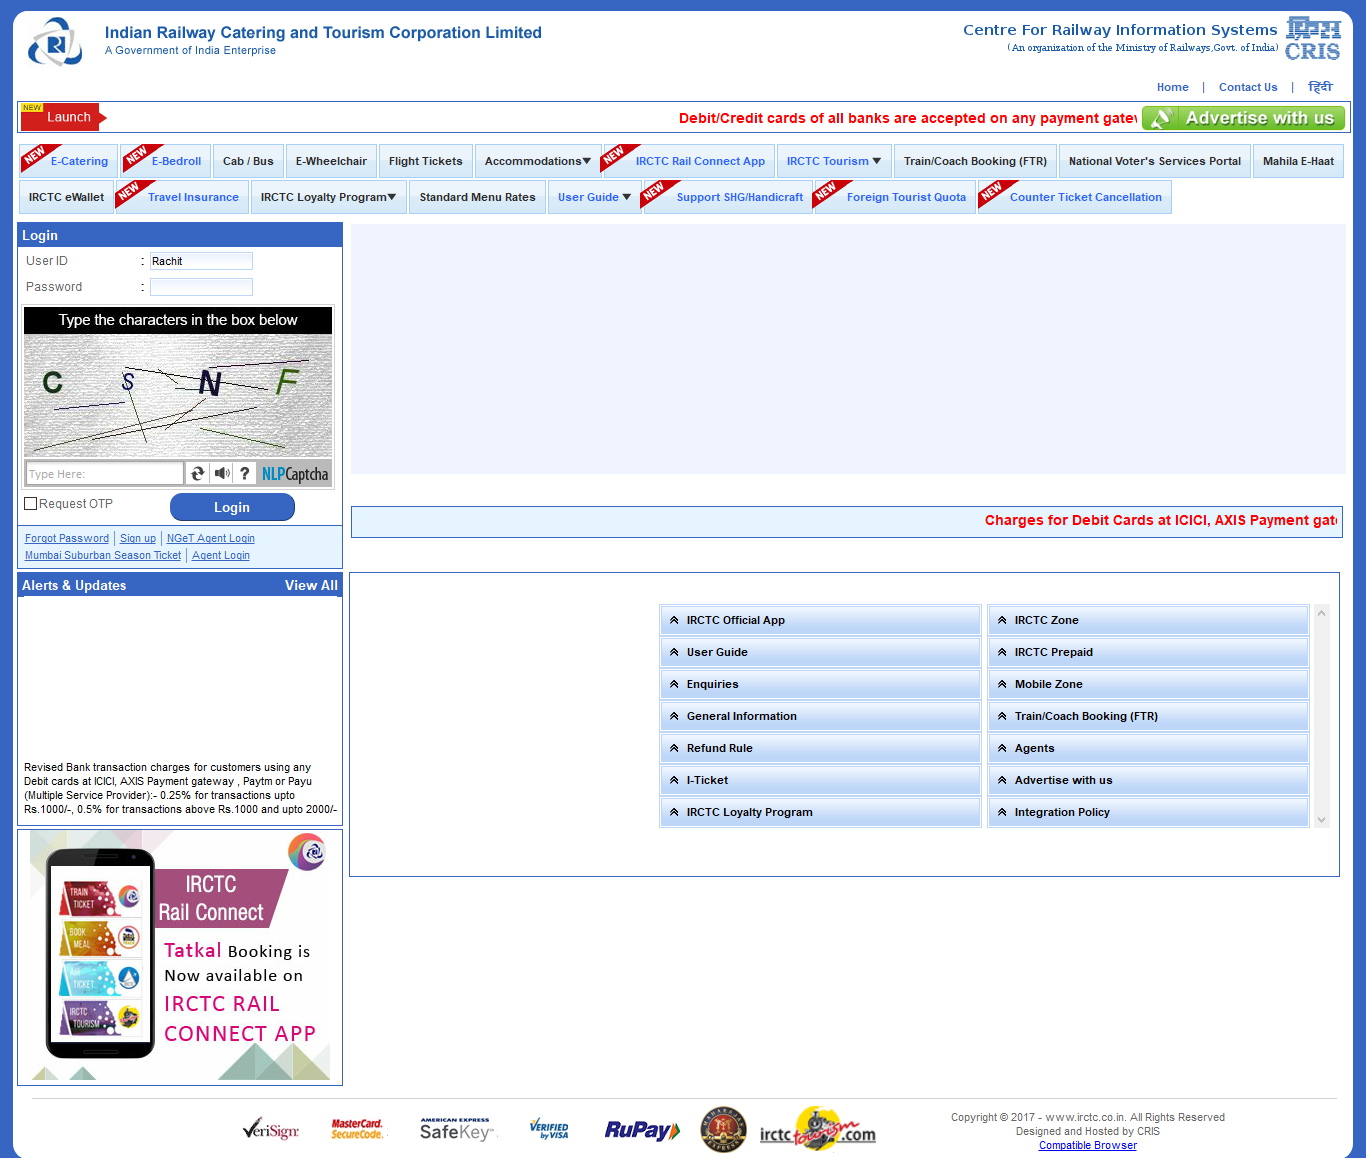 Indian Railway Catering and Tourism Corporation Limited
A Government of India Enterprise
Centre For Railway Information Systems
(An organization of the Ministry of Railways,Govt. of India)
CRIS
Home | Contact Us | हिंदी
NEW
Launch
Debit/Credit cards of all banks are accepted on any payment
Advertise with us
NEW E-Catering NEW E-Bedroll Cab / Bus E-Wheelchair Flight Tickets Accommodations NEW IRCTC Rail Connect App IRCTC Tourism Train/Coach Booking (FTR) National Voter's Services Portal Mahila E-Haat
IRCTC eWallet NEW Travel Insurance IRCTC Loyalty Program Standard Menu Rates User Guide NEW Support SHG/Handicraft NEW Foreign Tourist Quota NEW Counter Ticket Cancellation
Login
User ID : Rachit
Password :
Type the characters in the box below
C S N F
Type Here:
? NLPCaptcha
Request OTP
Login
Forgot Password | Sign up | NGeT Agent Login
Mumbai Suburban Season Ticket | Agent Login
Charges for Debit Cards at ICICI, AXIS Payment
Alerts & Updates View All
Revised Bank transaction charges for customers using any
Debit cards at ICICI, AXIS Payment gateway , Paytm or Payu
(Multiple Service Provider):- 0.25% for transactions upto
Rs.1000/-, 0.5% for transactions above Rs.1000 and upto 2000/-
IRCTC Official App IRCTC Zone
User Guide IRCTC Prepaid
Enquiries Mobile Zone
General Information Train/Coach Booking (FTR)
Refund Rule Agents
I-Ticket Advertise with us
IRCTC Loyalty Program Integration Policy
IRCTC
Rail Connect
TRAIN
TICKET
BOOK
MEAL
AIR
TICKET
IRCTC
TOURISM
Tatkal Booking is
Now available on
IRCTC RAIL
CONNECT APP
VeriSign
MasterCard.
SecureCode.
AMERICAN EXPRESS
SafeKey
VERIFIED
by VISA
RuPay
MAHARAJAS
EXPRESS
irctctourism.com
Copyright © 2017 - www.irctc.co.in. All Rights Reserved
Designed and Hosted by CRIS
Compatible Browser